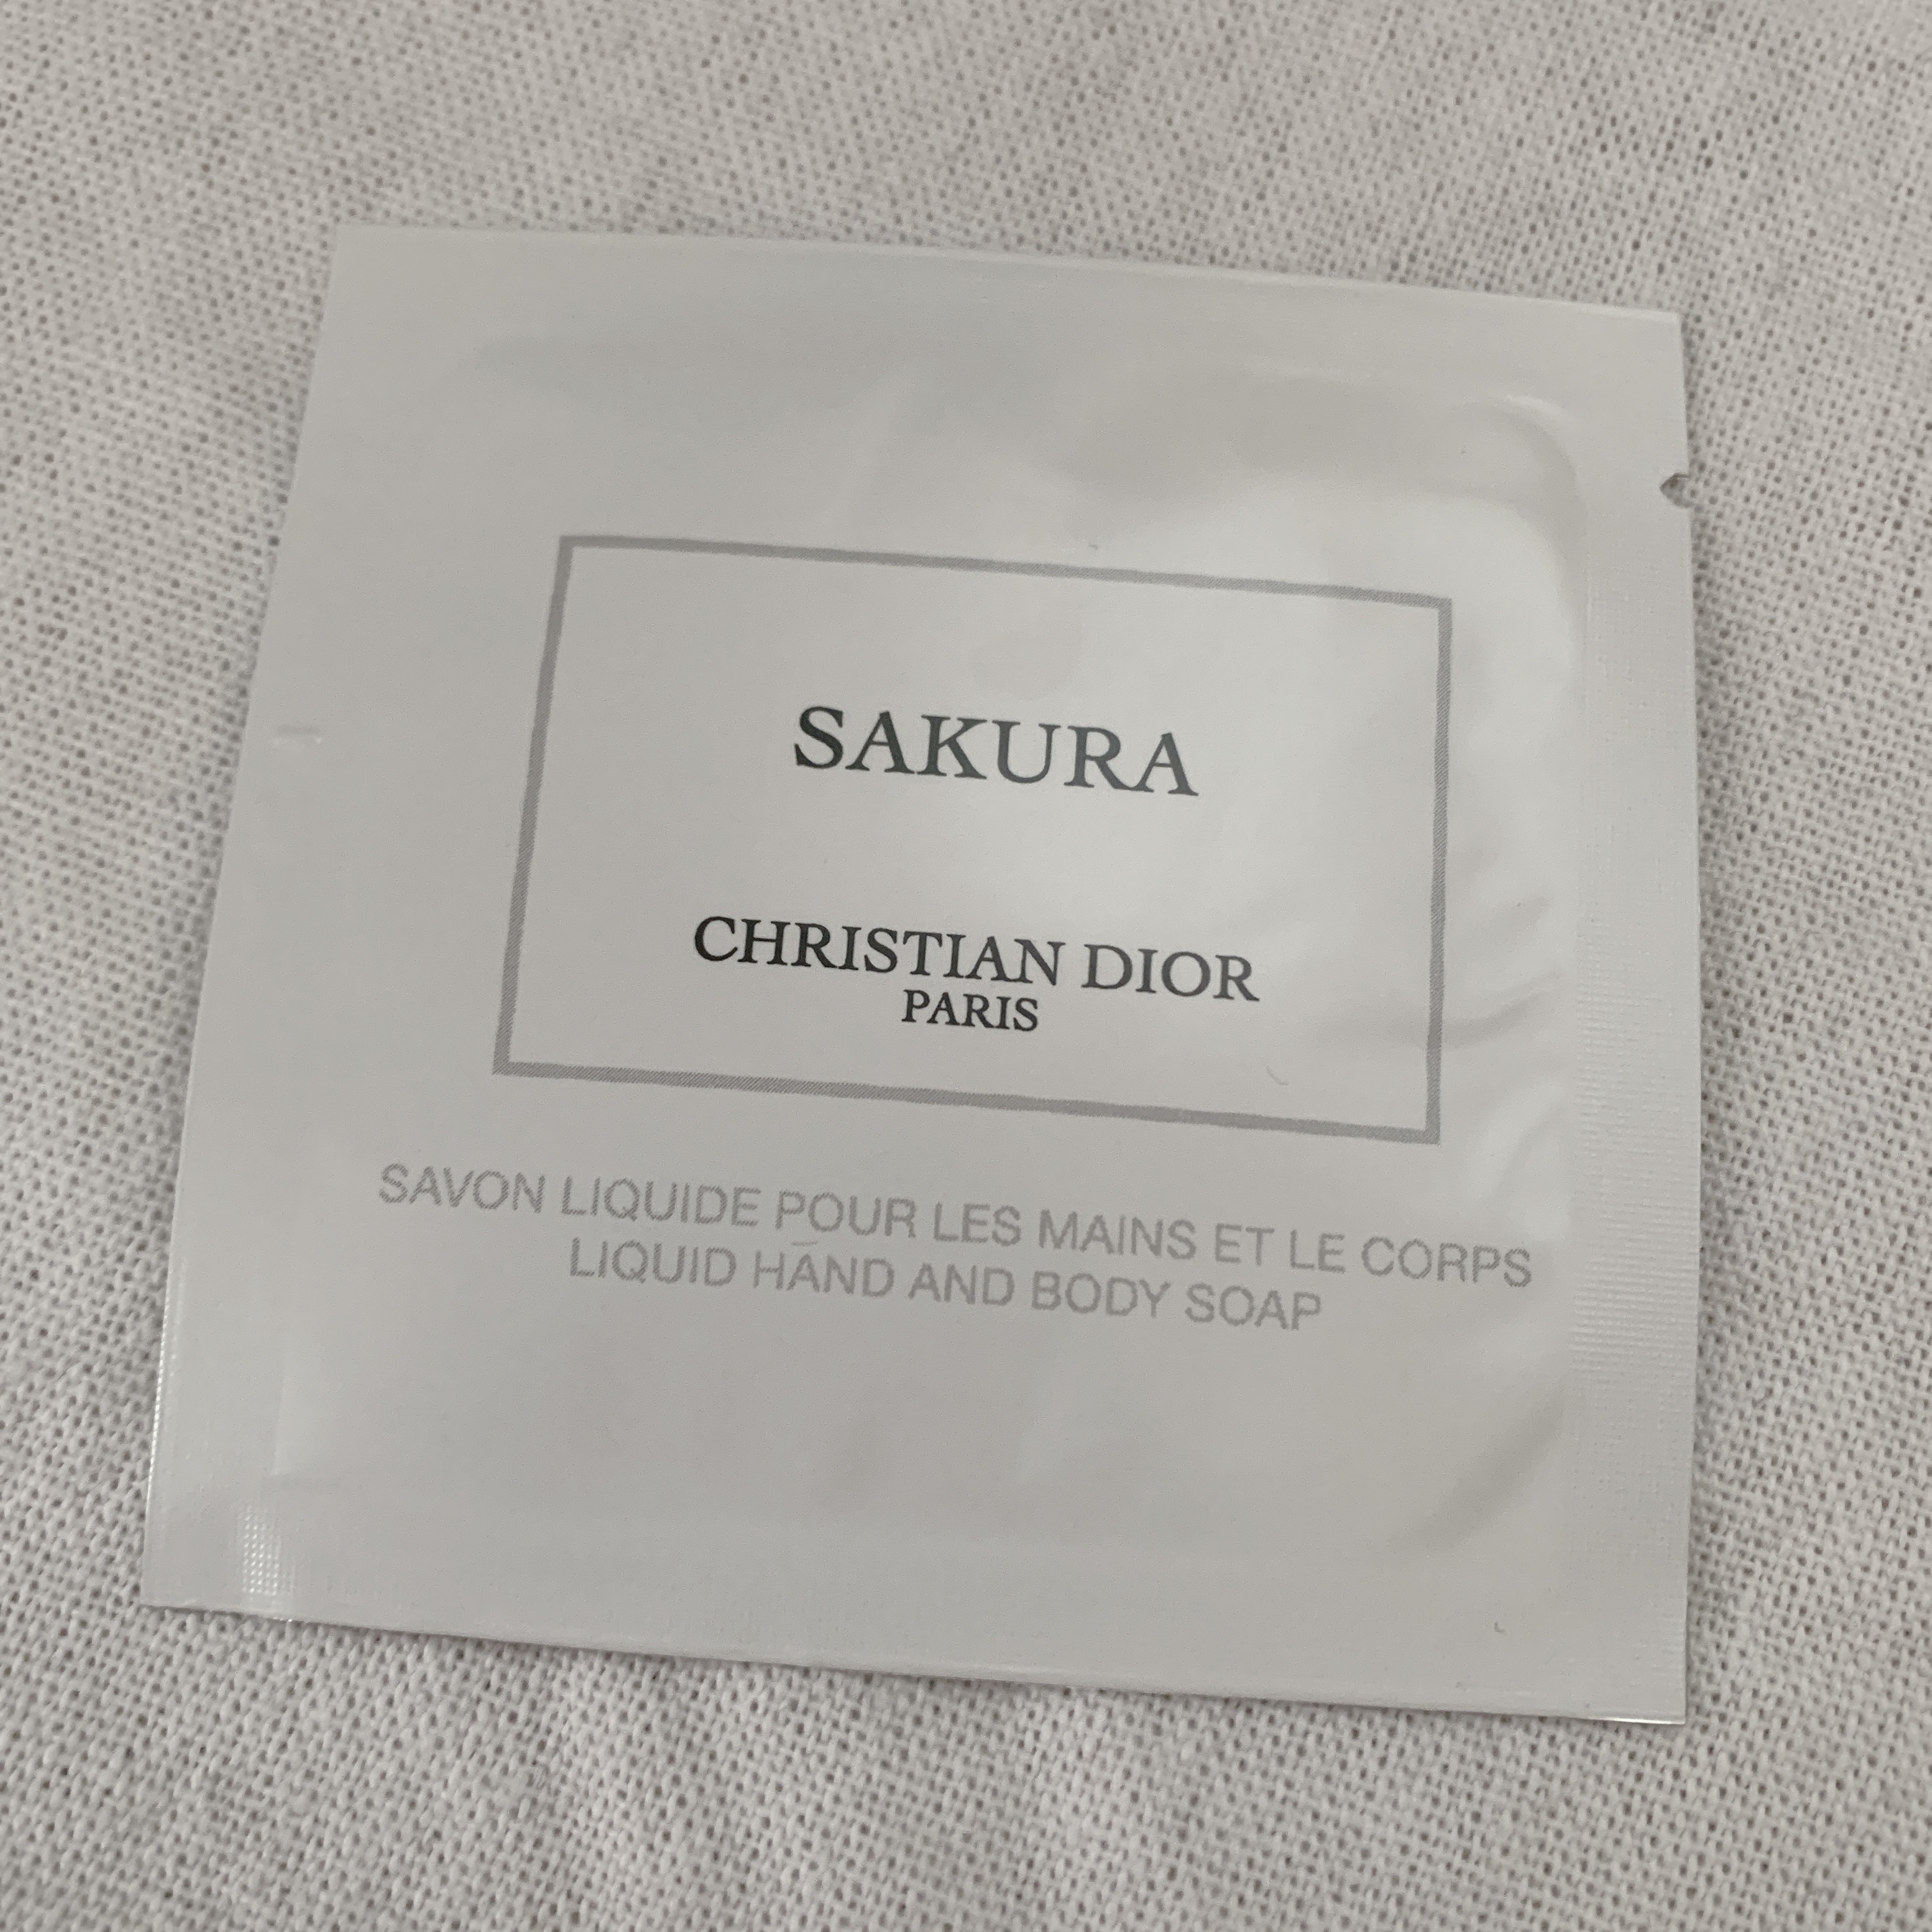 SAKURA
CHRISTIAN DIOR
PARIS
SAVON LIQUIDE POUR LES MAINS ET LE CORPS
LIQUID HAND AND BODY SOAP